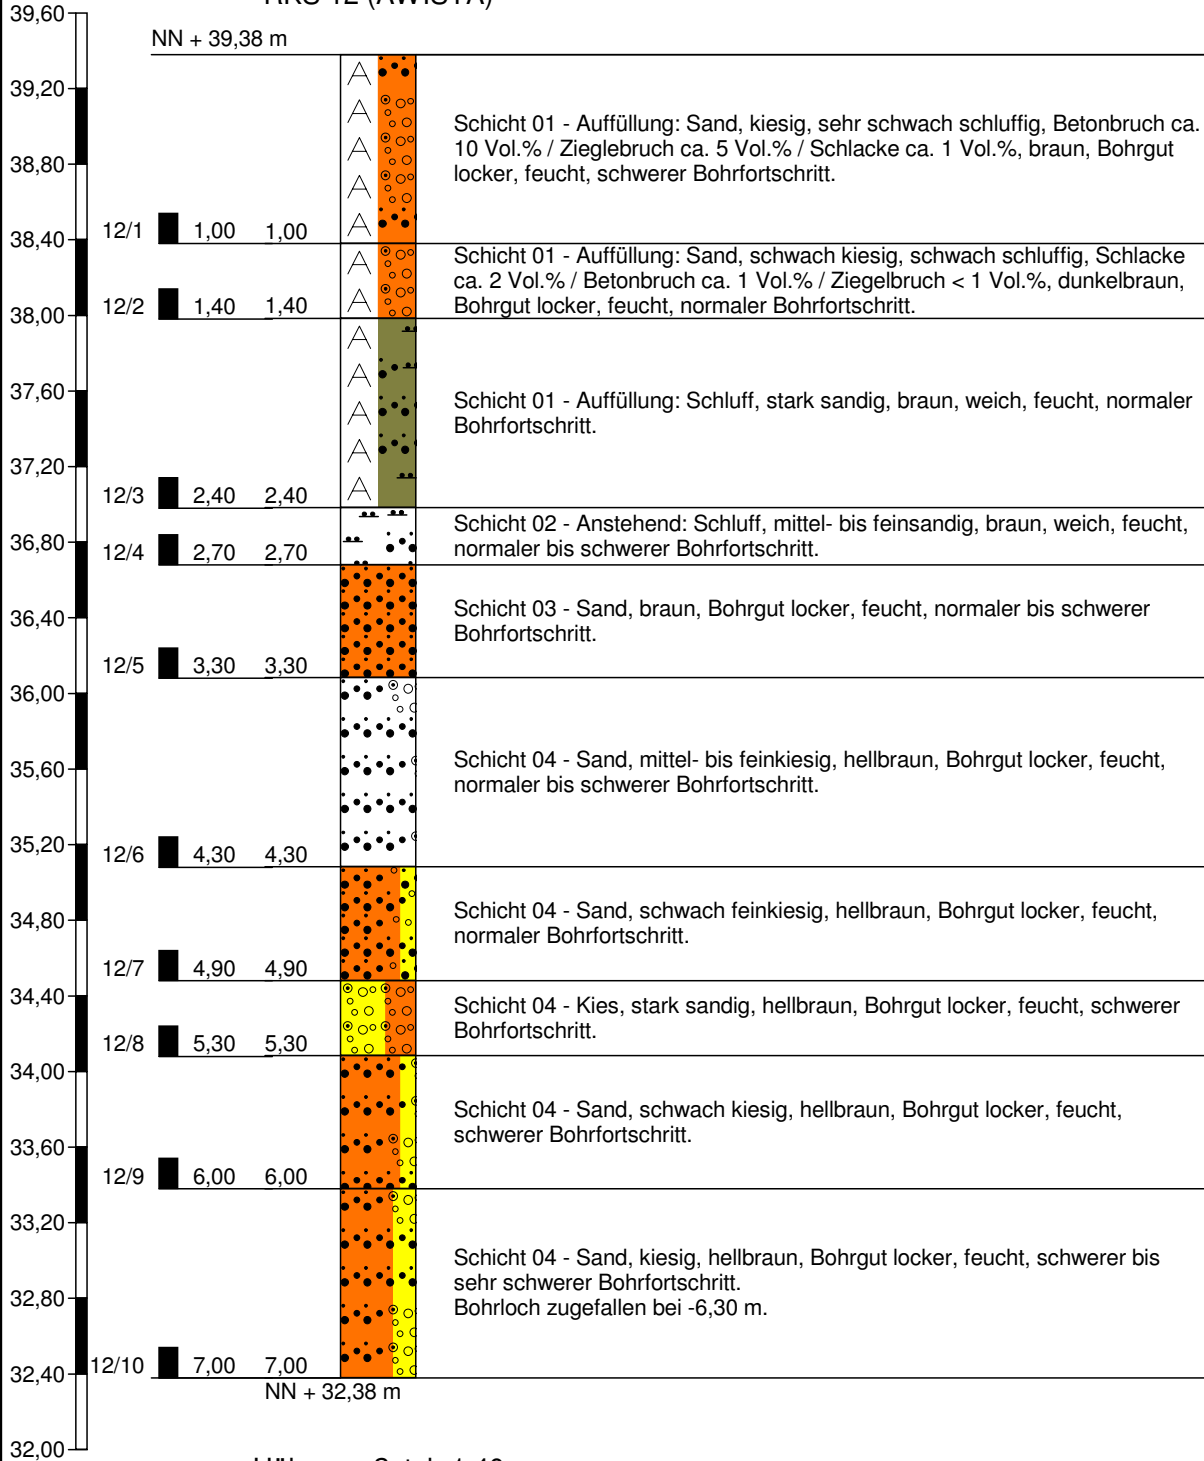 RKS 12 (AWISTA)
39,60
NN + 39,38 m
39,20
Schicht 01 - Auffüllung: Sand, kiesig, sehr schwach schluffig, Betonbruch ca.
10 Vol.% / Zieglebruch ca. 5 Vol.% / Schlacke ca. 1 Vol.%, braun, Bohrgut
locker, feucht, schwerer Bohrfortschritt.
38,80
12/1 1,00 1,00
38,40
Schicht 01 - Auffüllung: Sand, schwach kiesig, schwach schluffig, Schlacke
ca. 2 Vol.% / Betonbruch ca. 1 Vol.% / Ziegelbruch < 1 Vol.%, dunkelbraun,
Bohrgut locker, feucht, normaler Bohrfortschritt.
12/2 1,40 1,40
38,00
A
A
A
A
A
A
A
A
A
A
A
A
37,60
Schicht 01 - Auffüllung: Schluff, stark sandig, braun, weich, feucht, normaler
Bohrfortschritt.
37,20
12/3 2,40 2,40
Schicht 02 - Anstehend: Schluff, mittel- bis feinsandig, braun, weich, feucht,
normaler bis schwerer Bohrfortschritt.
36,80
12/4 2,70 2,70
Schicht 03 - Sand, braun, Bohrgut locker, feucht, normaler bis schwerer
Bohrfortschritt.
36,40
12/5 3,30 3,30
36,00
Schicht 04 - Sand, mittel- bis feinkiesig, hellbraun, Bohrgut locker, feucht,
normaler bis schwerer Bohrfortschritt.
35,60
35,20
12/6 4,30 4,30
Schicht 04 - Sand, schwach feinkiesig, hellbraun, Bohrgut locker, feucht,
normaler Bohrfortschritt.
34,80
12/7 4,90 4,90
34,40
Schicht 04 - Kies, stark sandig, hellbraun, Bohrgut locker, feucht, schwerer
Bohrfortschritt.
12/8 5,30 5,30
34,00
Schicht 04 - Sand, schwach kiesig, hellbraun, Bohrgut locker, feucht,
schwerer Bohrfortschritt.
33,60
12/9 6,00 6,00
33,20
Schicht 04 - Sand, kiesig, hellbraun, Bohrgut locker, feucht, schwerer bis
sehr schwerer Bohrfortschritt.
Bohrloch zugefallen bei -6,30 m.
32,80
12/10 7,00 7,00
32,40
NN + 32,38 m
32,00